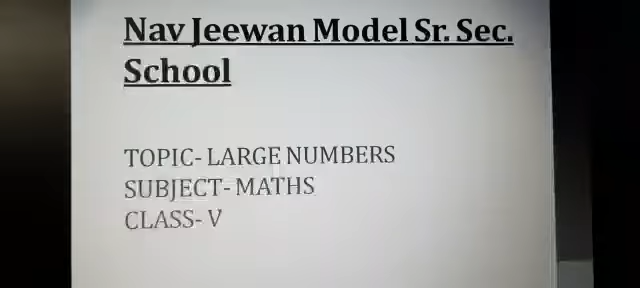 Nav Jeewan Model Sr. Sec.
School
TOPIC- LARGE NUMBERS
SUBJECT- MATHS
CLASS- V